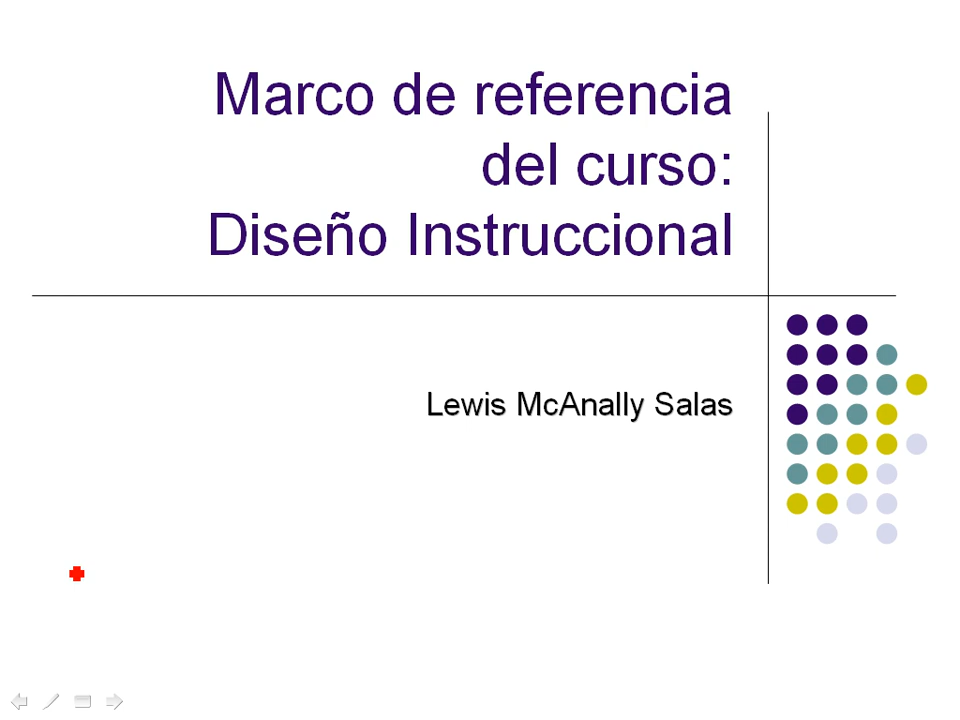 Marco de referencia
del curso:
Diseño Instruccional
Lewis McAnally Salas